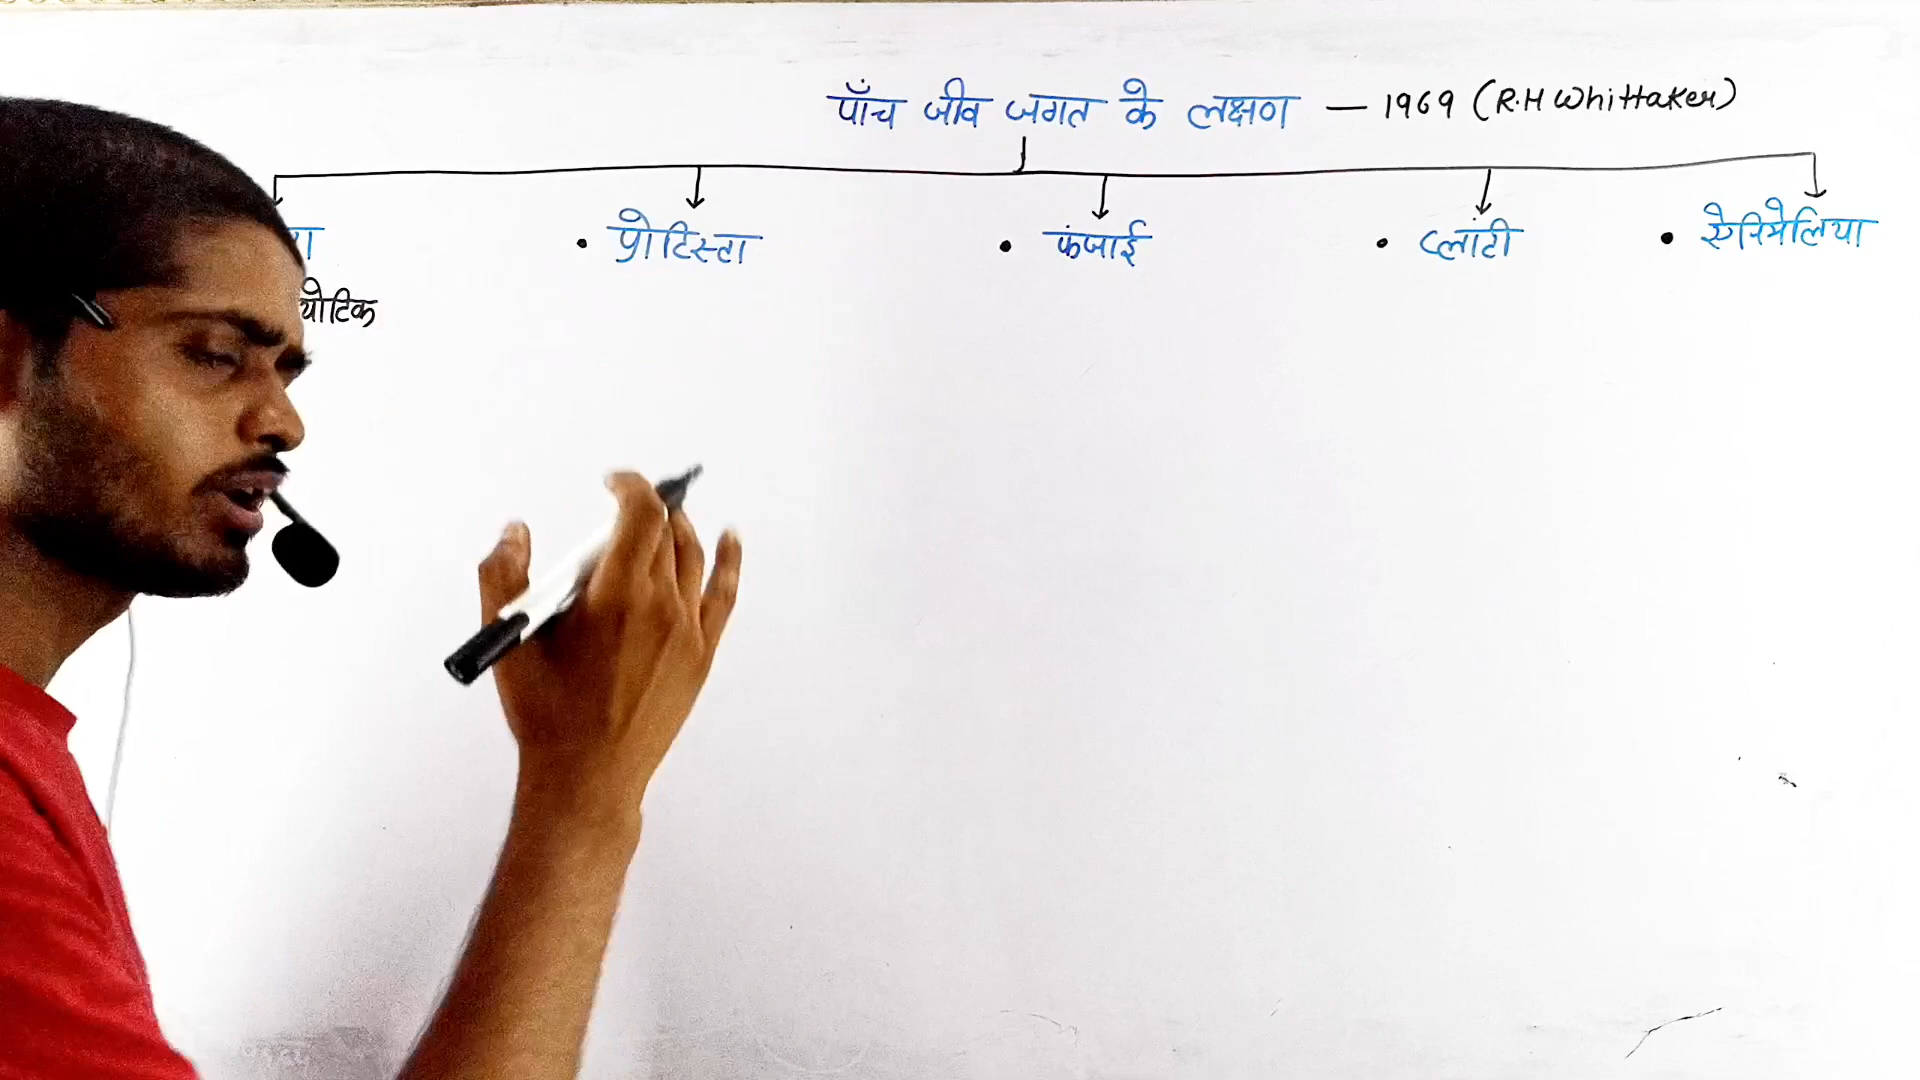 पाँच जीव जगत के लक्षण — 1969 (R.H Whittaker)
• प्रोटिस्टा • फंजाई • प्लांटी • ऐनिमेलिया